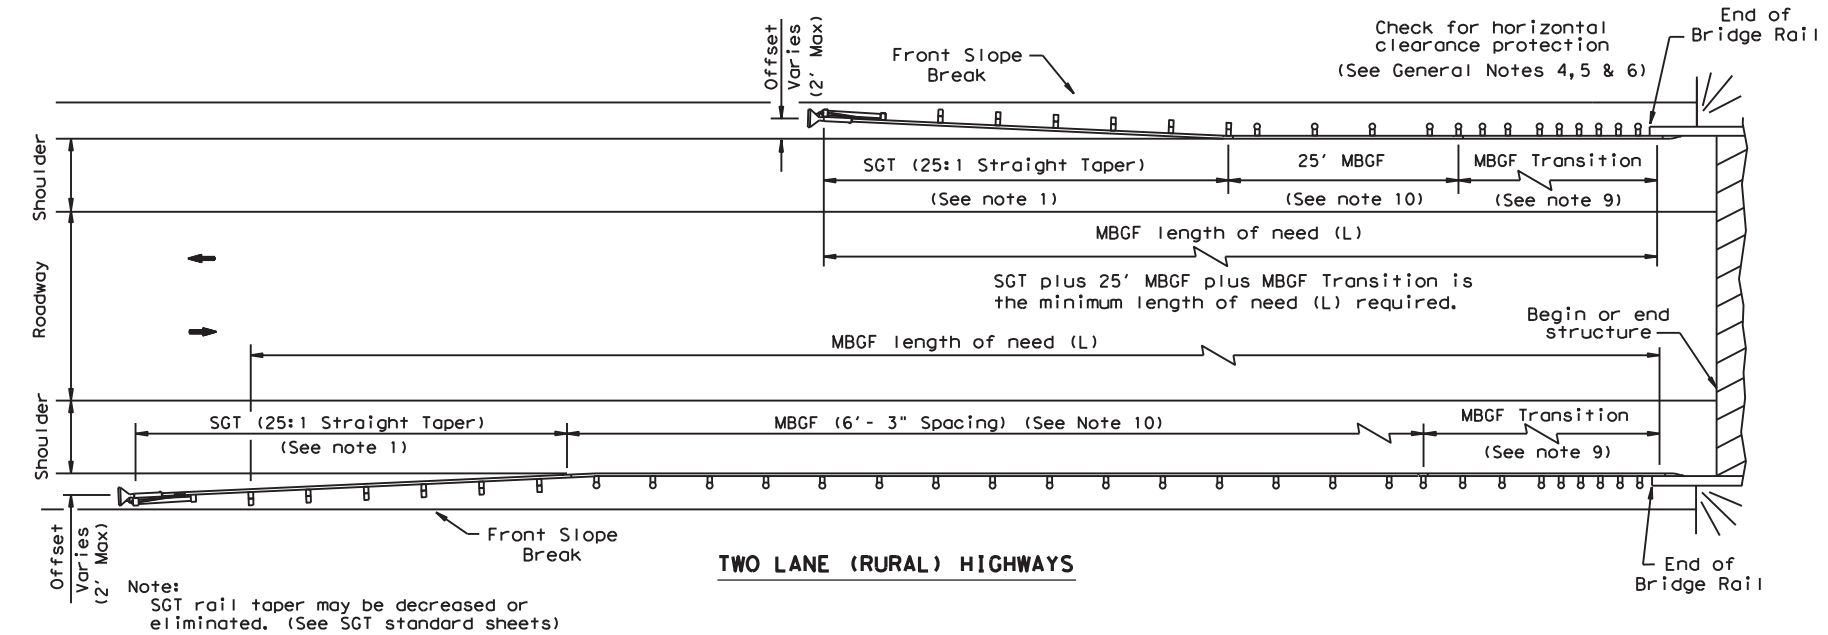 Offset
Varies
(2' Max)
Front Slope
Break
Check for horizontal
clearance protection
(See General Notes 4,5 & 6)
End of
Bridge Rail
Shoulder
SGT (25:1 Straight Taper)
(See note 1)
25' MBGF
(See note 10)
MBGF Transition
(See note 9)
MBGF length of need (L)
SGT plus 25' MBGF plus MBGF Transition is
the minimum length of need (L) required.
Roadway
Begin or end
structure
MBGF length of need (L)
Shoulder
SGT (25:1 Straight Taper)
(See note 1)
MBGF (6'- 3" Spacing) (See Note 10)
MBGF Transition
(See note 9)
Offset
Varies
(2' Max)
Front Slope
Break
TWO LANE (RURAL) HIGHWAYS
End of
Bridge Rail
Note:
SGT rail taper may be decreased or
eliminated. (See SGT standard sheets)